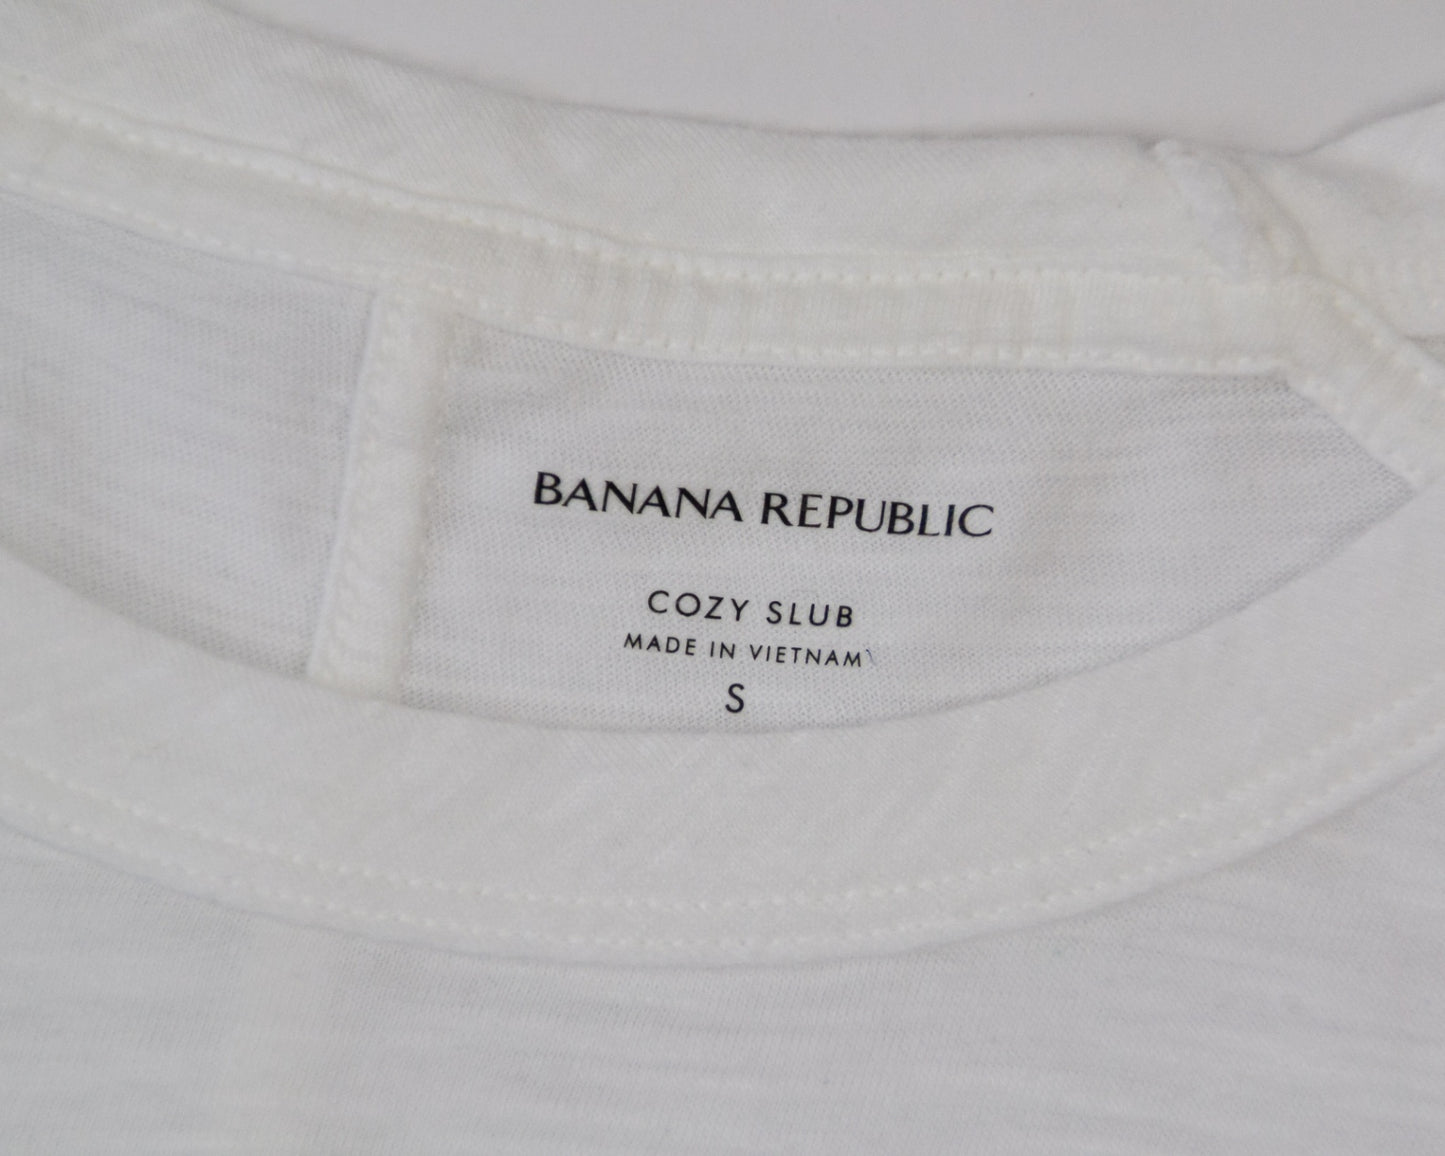 BANANA REPUBLIC
COZY SLUB
MADE IN VIETNAM
S